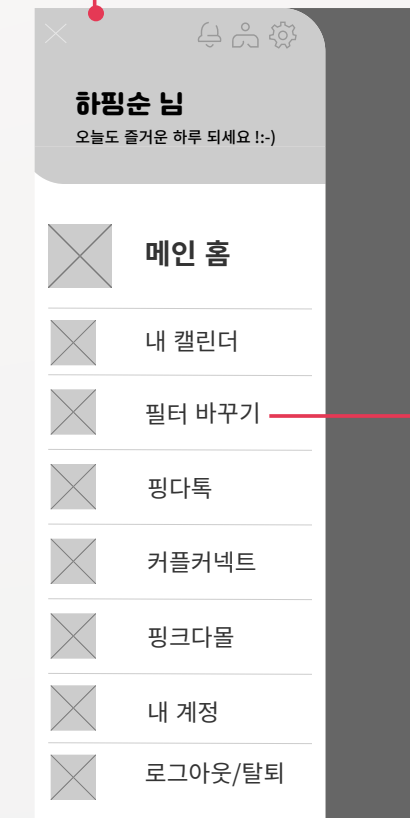 하핑순 님
오늘도 즐거운 하루 되세요 !:-)
메인 홈
내 캘린더
필터 바꾸기
핑다톡
커플커넥트
핑크다몰
내 계정
로그아웃/탈퇴